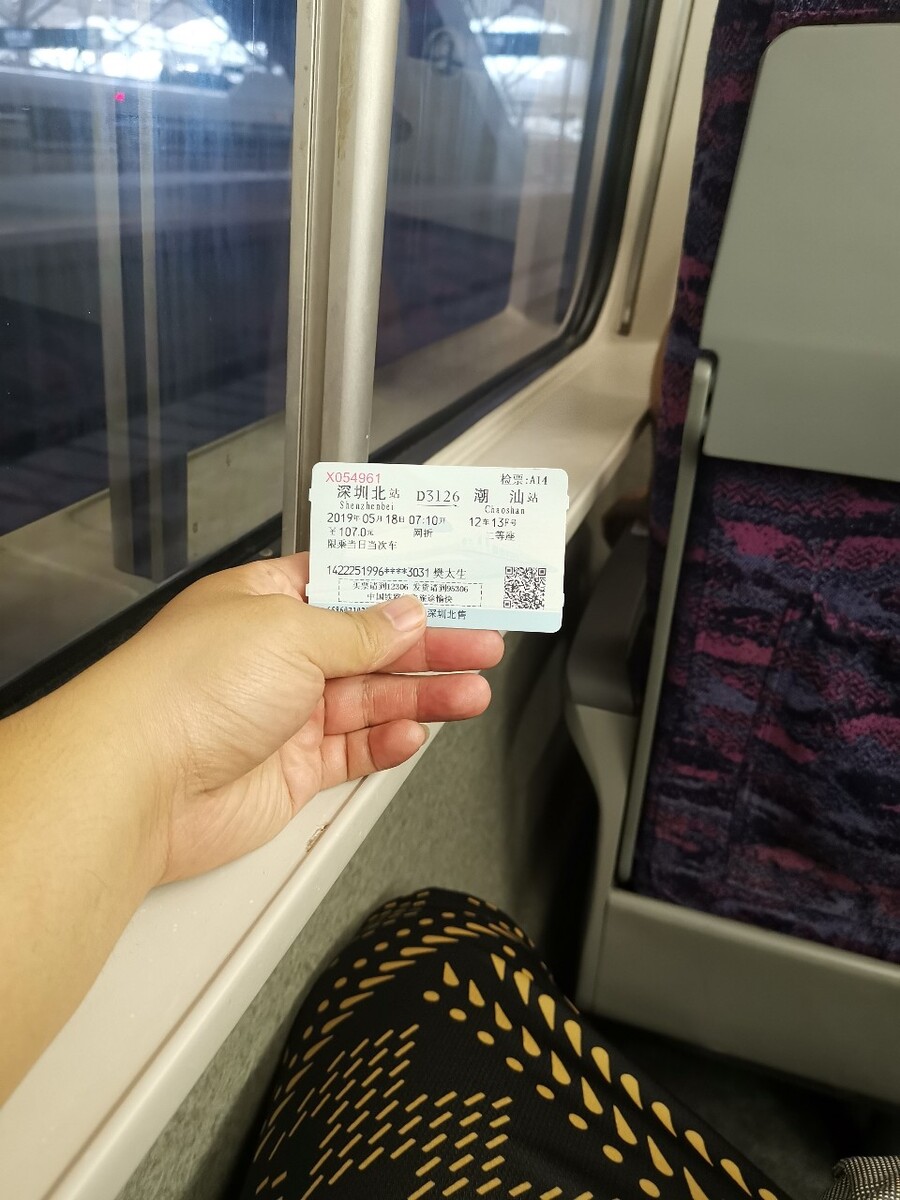 X054961 检票:A14
深圳北站 D3126 潮汕站
Shenzhenbei Chaoshan
2019年05月18日 07:10开 12车13F号
￥107.0元 网折 二等座
限乘当日当次车
1422251996****3031 樊太生
买票请到12306 发货请到95306
中国铁路 旅途愉快
深圳北售